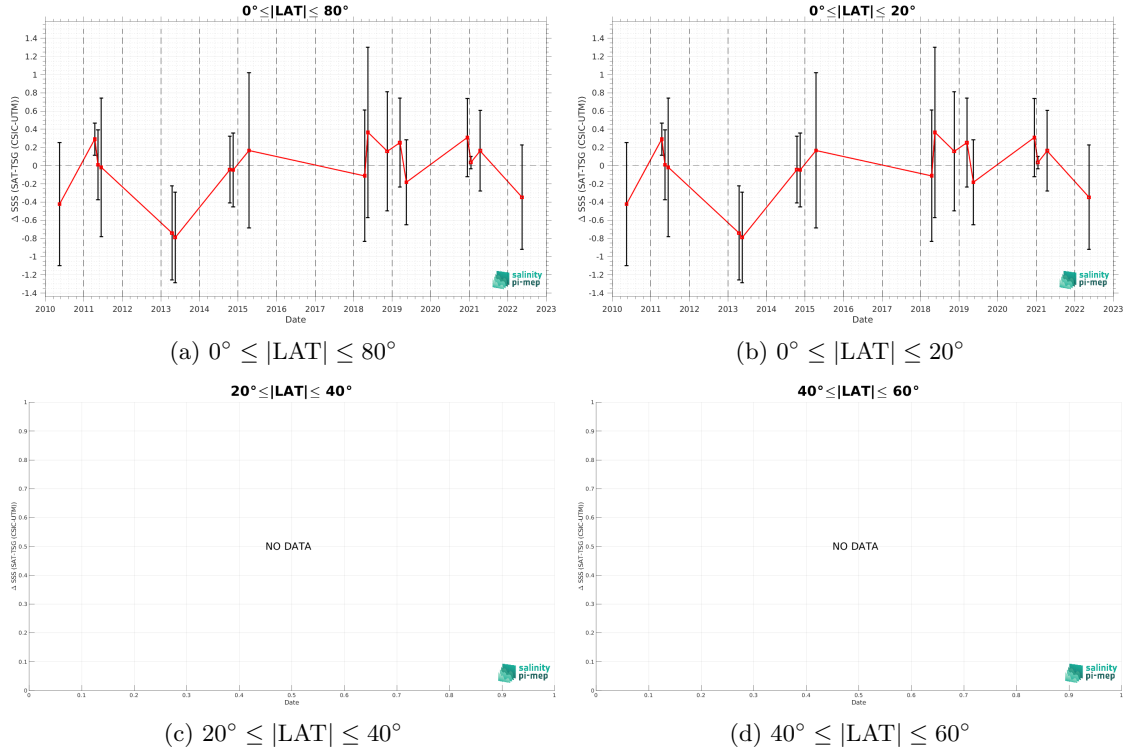 0°≤|LAT|≤ 80°
Δ SSS (SAT-TSG (CSIC-UTM))
1.4
1.2
1
0.8
0.6
0.4
0.2
0
-0.2
-0.4
-0.6
-0.8
-1
-1.2
-1.4
2010 2011 2012 2013 2014 2015 2016 2017 2018 2019 2020 2021 2022 2023
Date
salinity
pi-mep
(a) 0° ≤ |LAT| ≤ 80°
0°≤|LAT|≤ 20°
Δ SSS (SAT-TSG (CSIC-UTM))
1.4
1.2
1
0.8
0.6
0.4
0.2
0
-0.2
-0.4
-0.6
-0.8
-1
-1.2
-1.4
2010 2011 2012 2013 2014 2015 2016 2017 2018 2019 2020 2021 2022 2023
Date
salinity
pi-mep
(b) 0° ≤ |LAT| ≤ 20°
20°≤|LAT|≤ 40°
Δ SSS (SAT-TSG (CSIC-UTM))
1
0.9
0.8
0.7
0.6
0.5
0.4
0.3
0.2
0.1
0
NO DATA
0 0.1 0.2 0.3 0.4 0.5 0.6 0.7 0.8 0.9 1
Date
salinity
pi-mep
(c) 20° ≤ |LAT| ≤ 40°
40°≤|LAT|≤ 60°
Δ SSS (SAT-TSG (CSIC-UTM))
1
0.9
0.8
0.7
0.6
0.5
0.4
0.3
0.2
0.1
0
NO DATA
0 0.1 0.2 0.3 0.4 0.5 0.6 0.7 0.8 0.9 1
Date
salinity
pi-mep
(d) 40° ≤ |LAT| ≤ 60°